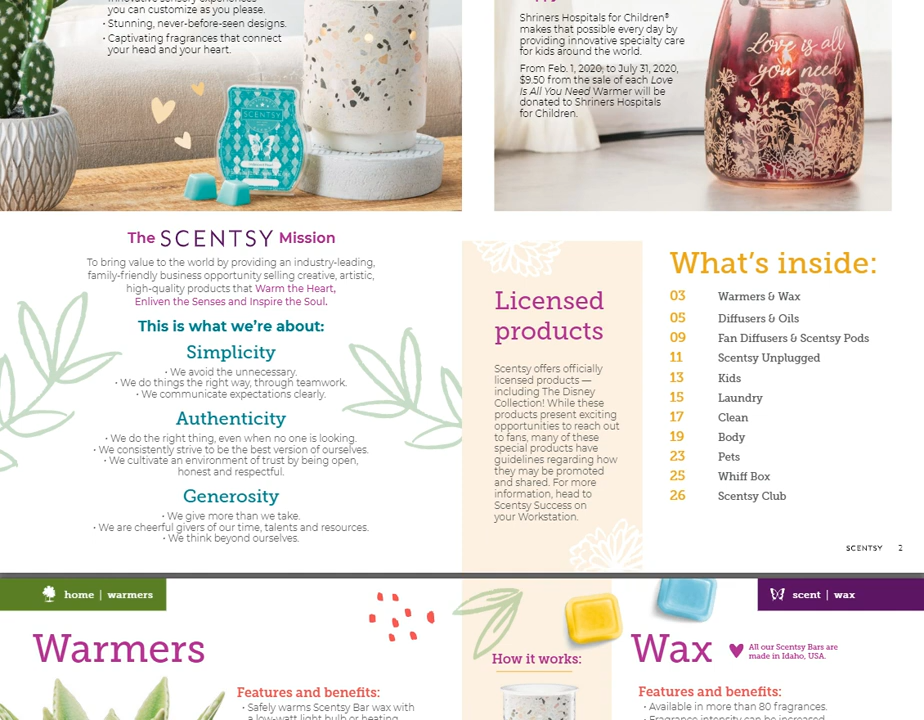 you can customize as you please.
• Stunning, never-before-seen designs.
• Captivating fragrances that connect
your head and your heart.
SCENTSY
Shriners Hospitals for Children®
makes that possible every day by
providing innovative specialty care
for kids around the world.
From Feb. 1, 2020, to July 31, 2020,
$9.50 from the sale of each Love
Is All You Need Warmer will be
donated to Shriners Hospitals
for Children.
Love is all
you need
The SCENTSY Mission
To bring value to the world by providing an industry-leading,
family-friendly business opportunity selling creative, artistic,
high-quality products that Warm the Heart,
Enliven the Senses and Inspire the Soul.
This is what we're about:
Simplicity
• We avoid the unnecessary.
• We do things the right way, through teamwork.
• We communicate expectations clearly.
Authenticity
• We do the right thing, even when no one is looking.
• We consistently strive to be the best version of ourselves.
• We cultivate an environment of trust by being open,
honest and respectful.
Generosity
• We give more than we take.
• We are cheerful givers of our time, talents and resources.
• We think beyond ourselves.
Licensed
products
Scentsy offers officially
licensed products —
including The Disney
Collection! While these
products present exciting
opportunities to reach out
to fans, many of these
special products have
guidelines regarding how
they may be promoted
and shared. For more
information, head to
Scentsy Success on
your Workstation.
What's inside:
03 Warmers & Wax
05 Diffusers & Oils
09 Fan Diffusers & Scentsy Pods
11 Scentsy Unplugged
13 Kids
15 Laundry
17 Clean
19 Body
23 Pets
25 Whiff Box
26 Scentsy Club
SCENTSY 2
home | warmers
Warmers
Features and benefits:
• Safely warms Scentsy Bar wax with
a low-watt light bulb or heating
How it works:
scent | wax
Wax
All our Scentsy Bars are
made in Idaho, USA.
Features and benefits:
• Available in more than 80 fragrances.
• Fragrance intensity can be increased